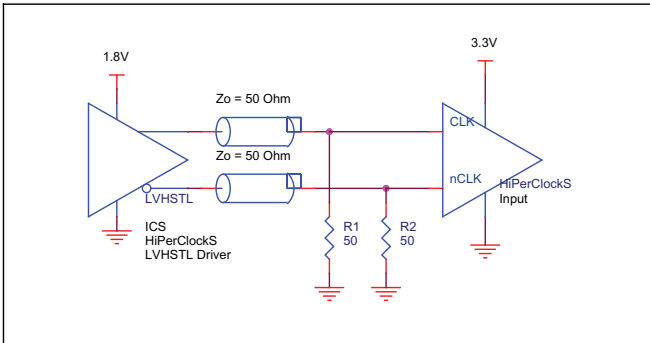 1.8V
3.3V
Zo = 50 Ohm
CLK
Zo = 50 Ohm
nCLK
LVHSTL
HiPerClockS
Input
ICS
HiPerClockS
LVHSTL Driver
R1
50
R2
50